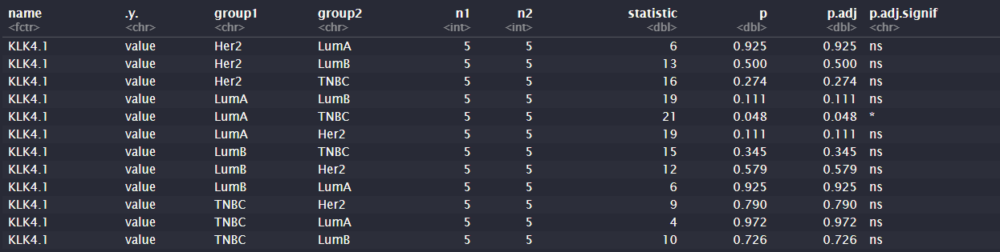 name .y. group1 group2 n1 n2 statistic p p.adj p.adj.signif
<fctr> <chr> <chr> <chr> <int> <int> <dbl> <dbl> <dbl> <chr>
KLK4.1 value Her2 LumA 5 5 6 0.925 0.925 ns
KLK4.1 value Her2 LumB 5 5 13 0.500 0.500 ns
KLK4.1 value Her2 TNBC 5 5 16 0.274 0.274 ns
KLK4.1 value LumA LumB 5 5 19 0.111 0.111 ns
KLK4.1 value LumA TNBC 5 5 21 0.048 0.048 *
KLK4.1 value LumA Her2 5 5 19 0.111 0.111 ns
KLK4.1 value LumB TNBC 5 5 15 0.345 0.345 ns
KLK4.1 value LumB Her2 5 5 12 0.579 0.579 ns
KLK4.1 value LumB LumA 5 5 6 0.925 0.925 ns
KLK4.1 value TNBC Her2 5 5 9 0.790 0.790 ns
KLK4.1 value TNBC LumA 5 5 4 0.972 0.972 ns
KLK4.1 value TNBC LumB 5 5 10 0.726 0.726 ns